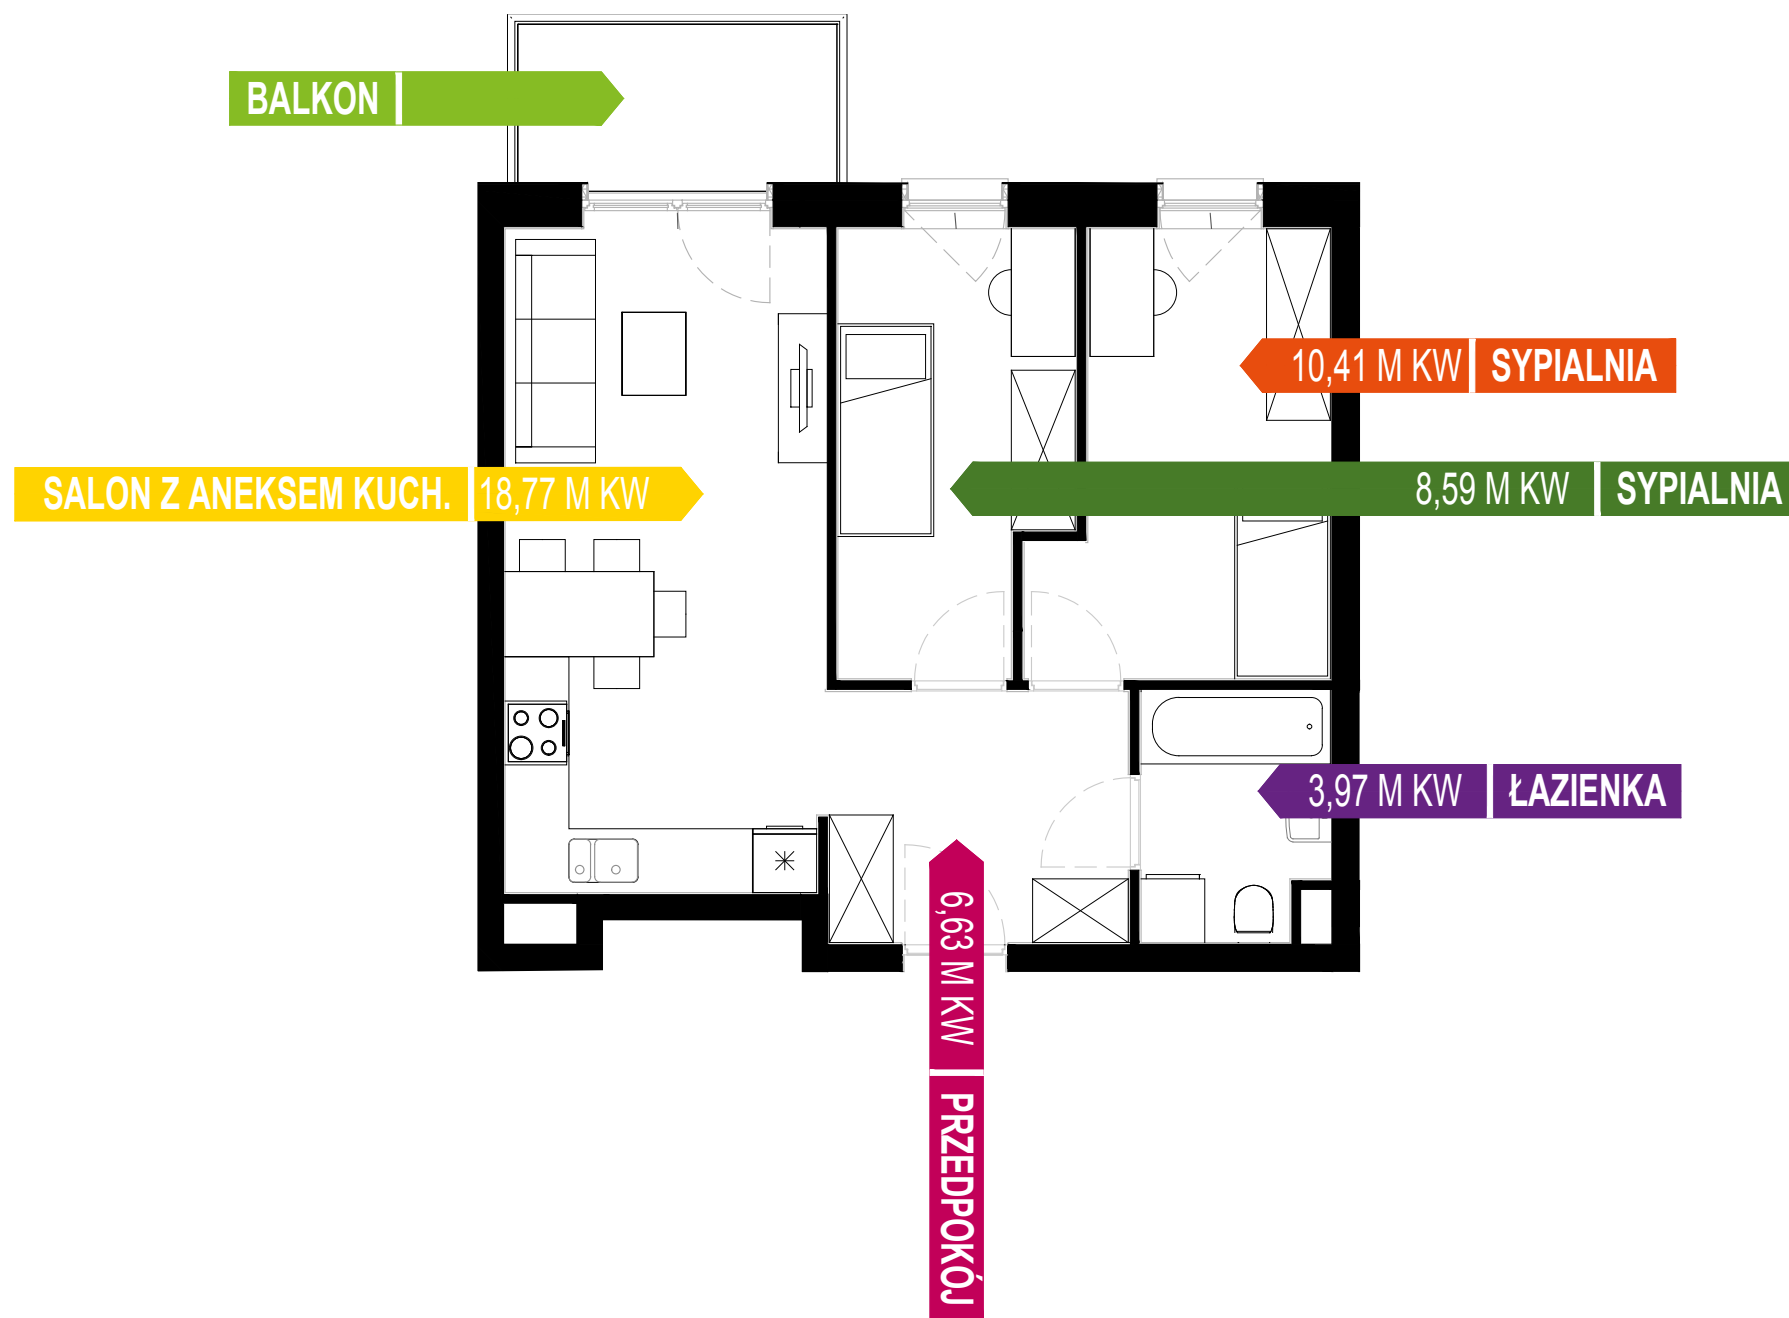 BALKON
10,41 M KW SYPIALNIA
SALON Z ANEKSEM KUCH. 18,77 M KW
8,59 M KW SYPIALNIA
3,97 M KW ŁAZIENKA
6,63 M KW PRZEDPOKÓJ